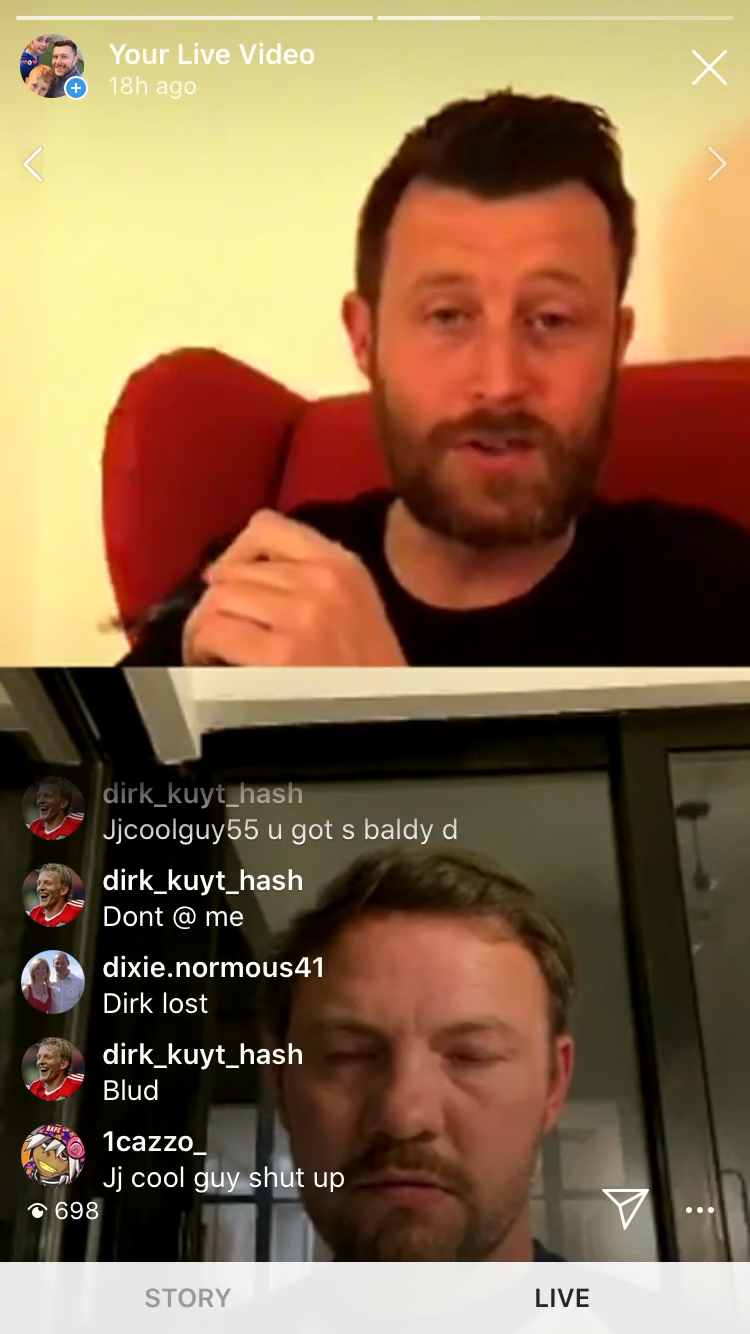 Your Live Video
18h ago
dirk_kuyt_hash
Jjcoolguy55 u got s baldy d
dirk_kuyt_hash
Dont @ me
dixie.normous41
Dirk lost
dirk_kuyt_hash
Blud
1cazzo_
Jj cool guy shut up
698
STORY
LIVE